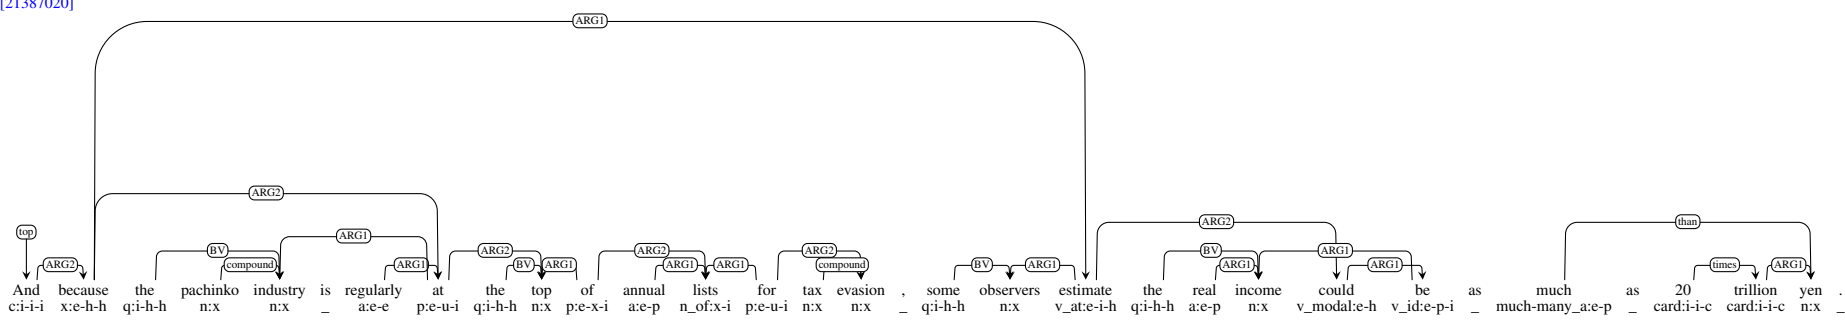 [21387020]
ARG1
ARG2
top ARG1 ARG2 than
BV ARG2 ARG2 ARG2 BV ARG1
ARG2 compound ARG1 BV ARG1 ARG1 ARG1 compound BV ARG1 ARG1 ARG1 times ARG1
And because the pachinko industry is regularly at the top of annual lists for tax evasion , some observers estimate the real income could be as much as 20 trillion yen .
c:i-i-i x:e-h-h q:i-h-h n:x n:x _ a:e-e p:e-u-i q:i-h-h n:x p:e-x-i a:e-p n_of:x-i p:e-u-i n:x n:x _ q:i-h-h n:x v_at:e-i-h q:i-h-h a:e-p n:x v_modal:e-h v_id:e-p-i _ much-many_a:e-p _ card:i-i-c card:i-i-c n:x _